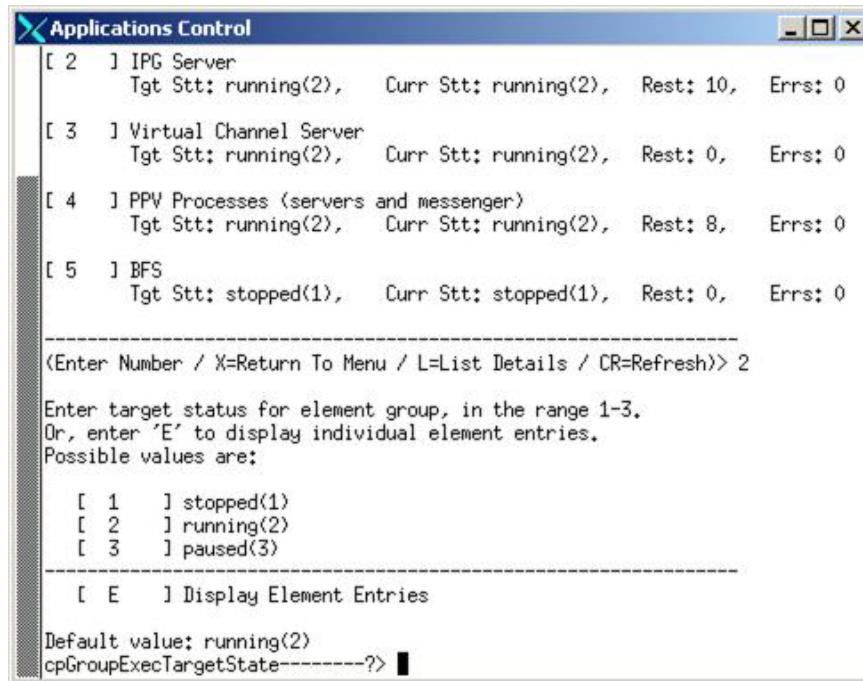 Applications Control
[ 2   ] IPG Server
Tgt Stt: running(2),    Curr Stt: running(2),   Rest: 10,   Errs: 0
[ 3   ] Virtual Channel Server
Tgt Stt: running(2),    Curr Stt: running(2),   Rest: 0,    Errs: 0
[ 4   ] PPV Processes (servers and messenger)
Tgt Stt: running(2),    Curr Stt: running(2),   Rest: 8,    Errs: 0
[ 5   ] BFS
Tgt Stt: stopped(1),    Curr Stt: stopped(1),   Rest: 0,    Errs: 0
-----------------------------------------------------------------
(Enter Number / X=Return To Menu / L=List Details / CR=Refresh)> 2
Enter target status for element group, in the range 1-3.
Or, enter 'E' to display individual element entries.
Possible values are:
[ 1    ] stopped(1)
[ 2    ] running(2)
[ 3    ] paused(3)
-----------------------------------------------------------------
[ E    ] Display Element Entries
Default value: running(2)
cpGroupExecTargetState--------?>